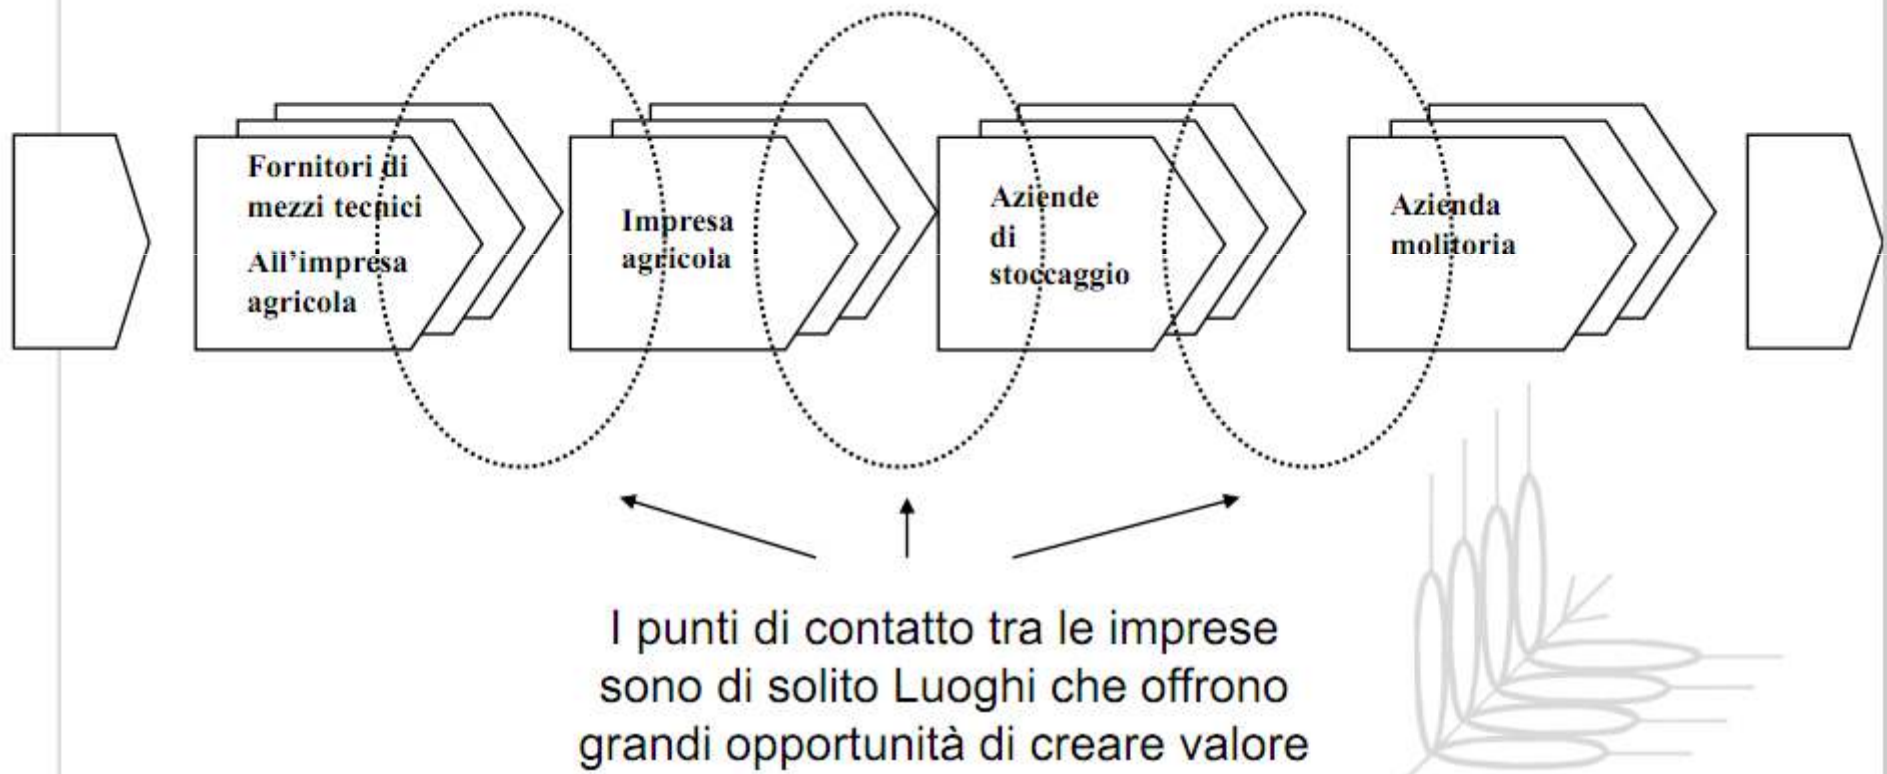 Fornitori di
mezzi tecnici
All'impresa
agricola
Impresa
agricola
Aziende
di
stoccaggio
Azienda
molitoria
I punti di contatto tra le imprese
sono di solito Luoghi che offrono
grandi opportunità di creare valore